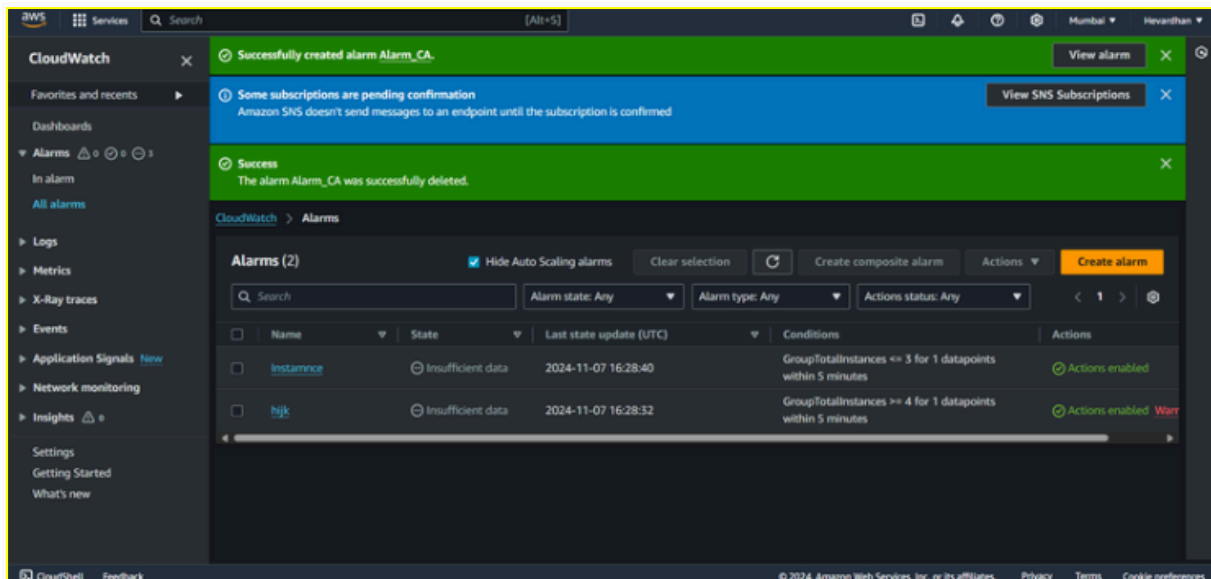 aws Services Search [Alt+S] Mumbai Hevardhan
CloudWatch
Favorites and recents
Dashboards
Alarms 0 0 3
In alarm
All alarms
Logs
Metrics
X-Ray traces
Events
Application Signals New
Network monitoring
Insights 0
Settings
Getting Started
What's new
Successfully created alarm Alarm_CA. View alarm
Some subscriptions are pending confirmation View SNS Subscriptions
Amazon SNS doesn't send messages to an endpoint until the subscription is confirmed
Success
The alarm Alarm_CA was successfully deleted.
CloudWatch > Alarms
Alarms (2) Hide Auto Scaling alarms Clear selection Create composite alarm Actions Create alarm
Search Alarm state: Any Alarm type: Any Actions status: Any < 1 >
Name State Last state update (UTC) Conditions Actions
Instamnce Insufficient data 2024-11-07 16:28:40 GroupTotalInstances <= 3 for 1 datapoints Actions enabled
within 5 minutes
hijk Insufficient data 2024-11-07 16:28:32 GroupTotalInstances >= 4 for 1 datapoints Actions enabled Warr
within 5 minutes
CloudShell Feedback © 2024, Amazon Web Services, Inc. or its affiliates. Privacy Terms Cookie preferences